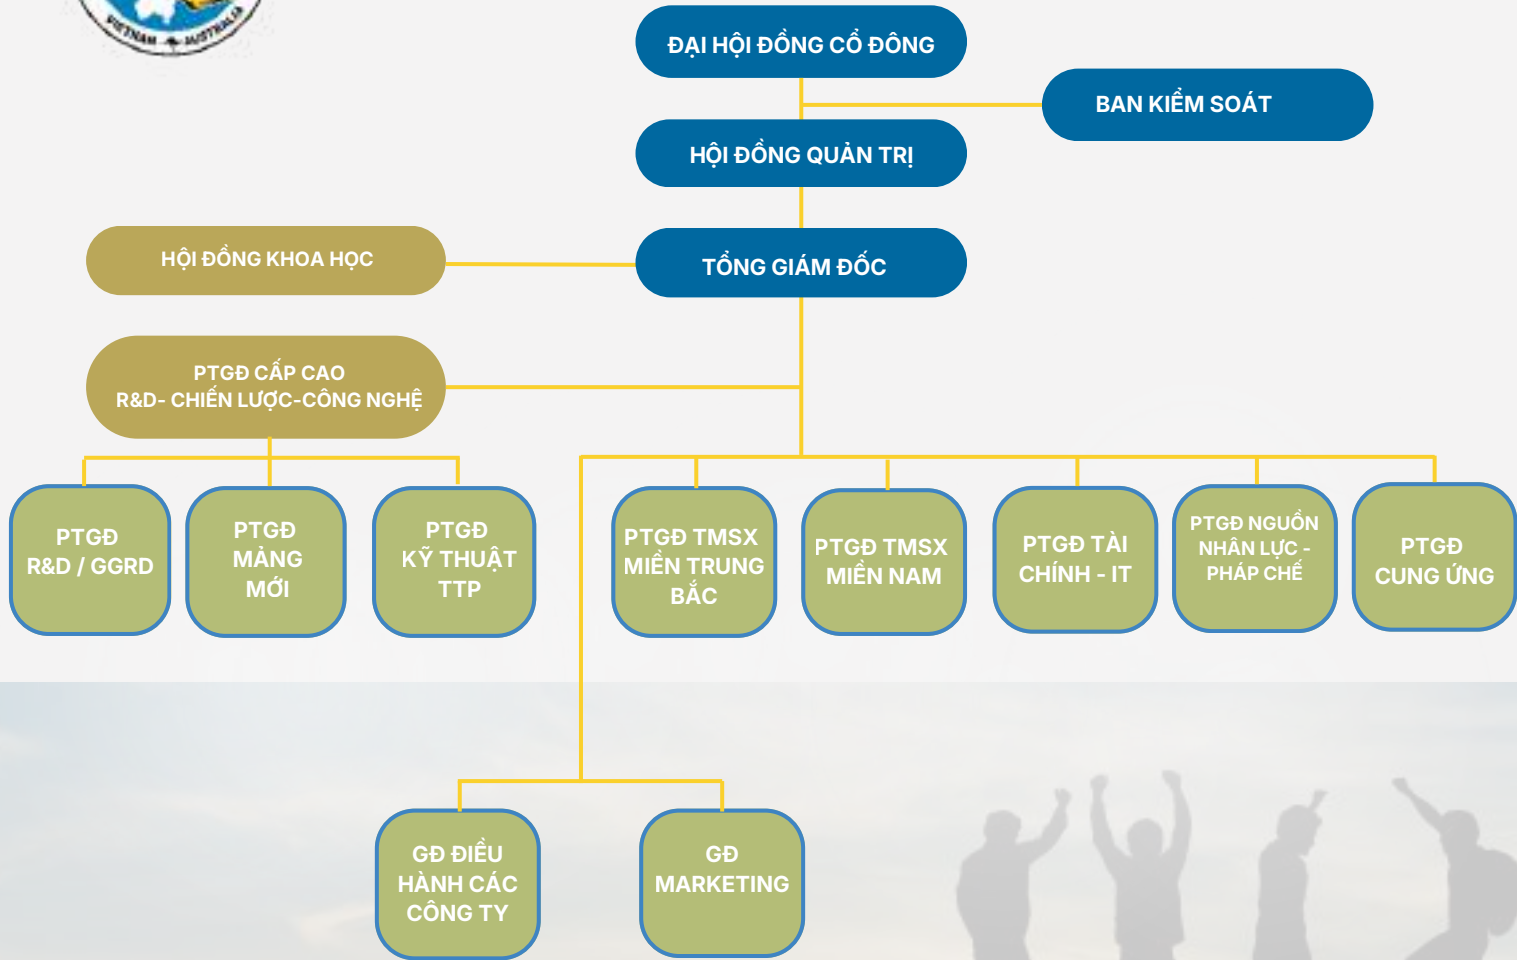 VIETNAM AUSTRALIA
ĐẠI HỘI ĐỒNG CỔ ĐÔNG
BAN KIỂM SOÁT
HỘI ĐỒNG QUẢN TRỊ
HỘI ĐỒNG KHOA HỌC
TỔNG GIÁM ĐỐC
PTGĐ CẤP CAO
R&D- CHIẾN LƯỢC-CÔNG NGHỆ
PTGĐ
R&D / GGRD
PTGĐ
MẢNG
MỚI
PTGĐ
KỸ THUẬT
TTP
PTGĐ TMSX
MIỀN TRUNG
BẮC
PTGĐ TMSX
MIỀN NAM
PTGĐ TÀI
CHÍNH - IT
PTGĐ NGUỒN
NHÂN LỰC -
PHÁP CHẾ
PTGĐ
CUNG ỨNG
GĐ ĐIỀU
HÀNH CÁC
CÔNG TY
GĐ
MARKETING